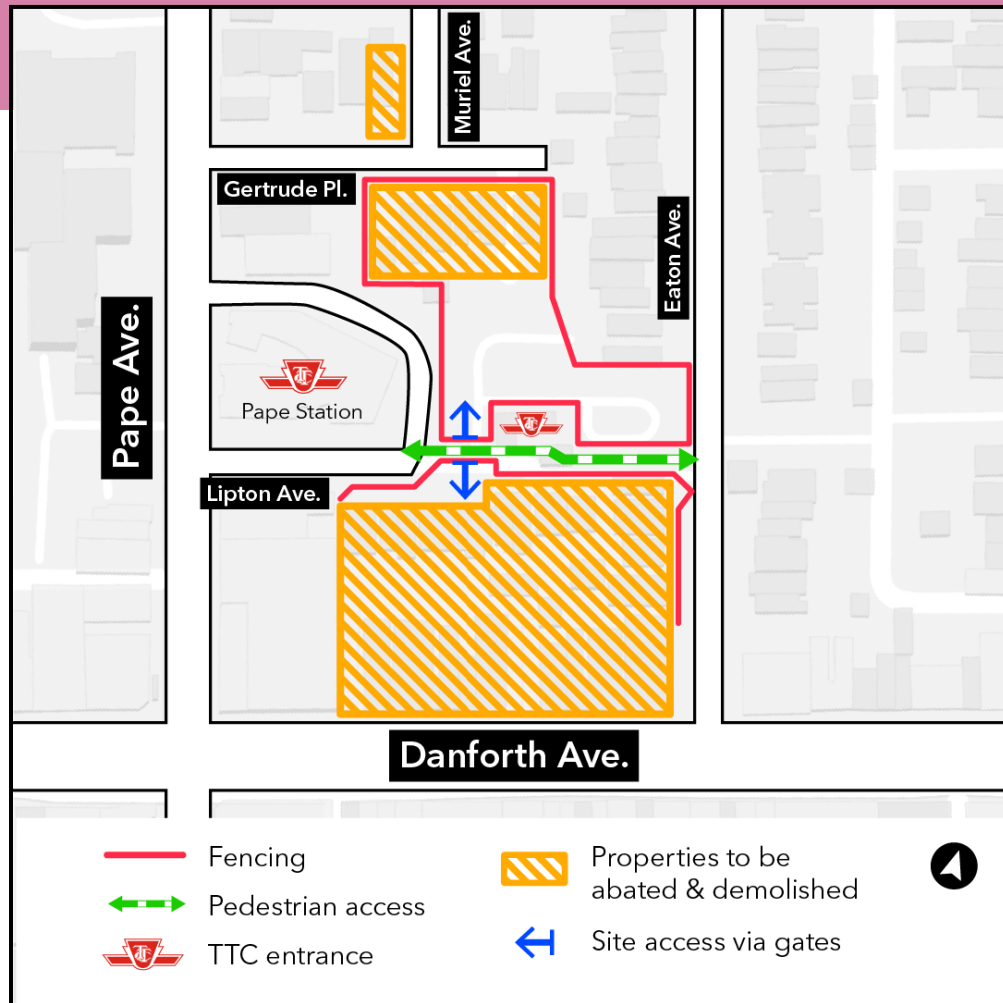 Muriel Ave.
Gertrude Pl.
Eaton Ave.
Pape Ave.
Pape Station
Lipton Ave.
Danforth Ave.
Fencing
Pedestrian access
TTC entrance
Properties to be
abated & demolished
Site access via gates